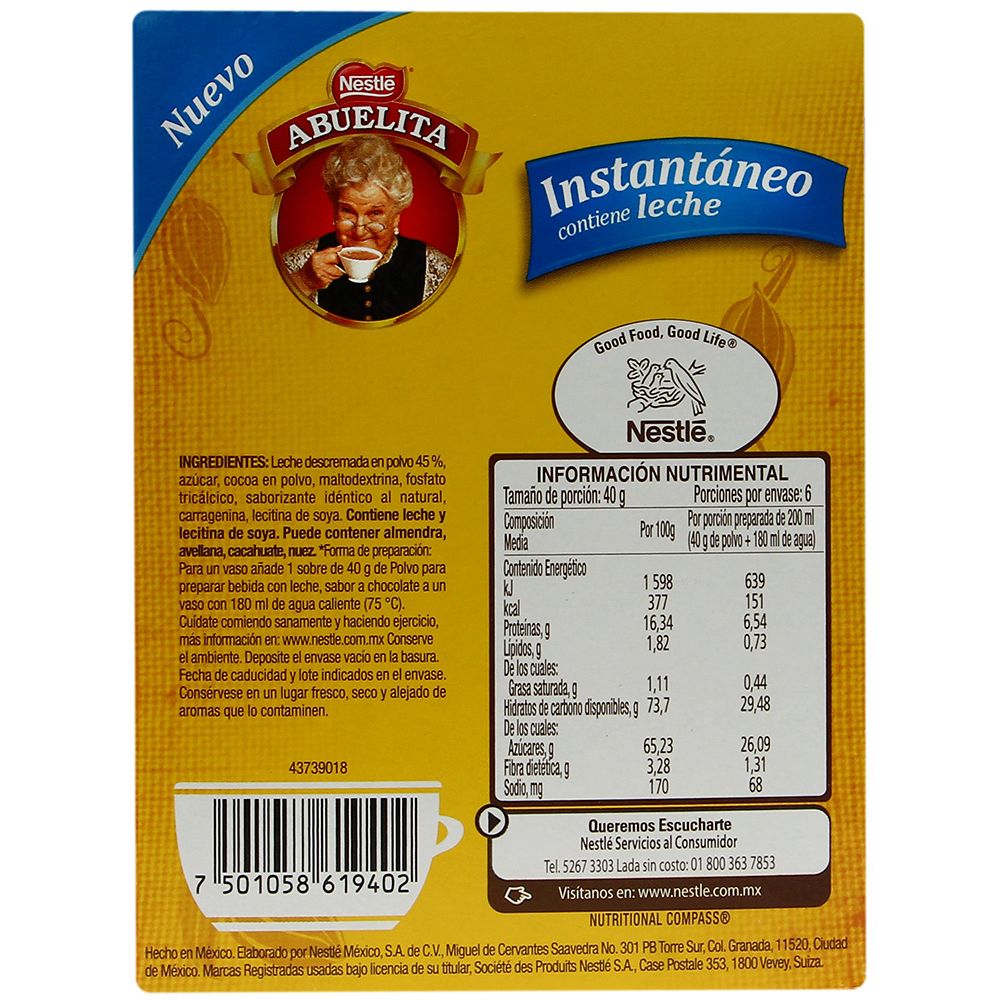 Nuevo
Nestlé
ABUELITA
Instantáneo
contiene leche
Good Food, Good Life®
Nestlé®
INGREDIENTES: Leche descremada en polvo 45 %,
azúcar, cocoa en polvo, maltodextrina, fosfato
tricálcico, saborizante idéntico al natural,
carragenina, lecitina de soya. Contiene leche y
lecitina de soya. Puede contener almendra,
avellana, cacahuate, nuez. *Forma de preparación:
Para un vaso añade 1 sobre de 40 g de Polvo para
preparar bebida con leche, sabor a chocolate a un
vaso con 180 ml de agua caliente (75 °C).
Cuídate comiendo sanamente y haciendo ejercicio,
más información en: www.nestle.com.mx Conserve
el ambiente. Deposite el envase vacío en la basura.
Fecha de caducidad y lote indicados en el envase.
Consérvese en un lugar fresco, seco y alejado de
aromas que lo contaminen.
43739018
7 501058 619402
INFORMACIÓN NUTRIMENTAL
Tamaño de porción: 40 g Porciones por envase: 6
Composición
Media
Por 100g
Por porción preparada de 200 ml
(40 g de polvo + 180 ml de agua)
Contenido Energético
kJ 1 598 639
kcal 377 151
Proteínas, g 16,34 6,54
Lípidos, g 1,82 0,73
De los cuales:
Grasa saturada, g 1,11 0,44
Hidratos de carbono disponibles, g 73,7 29,48
De los cuales:
Azúcares, g 65,23 26,09
Fibra dietética, g 3,28 1,31
Sodio, mg 170 68
Queremos Escucharte
Nestlé Servicios al Consumidor
Tel. 5267 3303 Lada sin costo: 01 800 363 7853
Visítanos en: www.nestle.com.mx
NUTRITIONAL COMPASS®
Hecho en México. Elaborado por Nestlé México, S.A. de C.V., Miguel de Cervantes Saavedra No. 301 PB Torre Sur, Col. Granada, 11520, Ciudad
de México. Marcas Registradas usadas bajo licencia de su titular, Société des Produits Nestlé S.A., Case Postale 353, 1800 Vevey, Suiza.